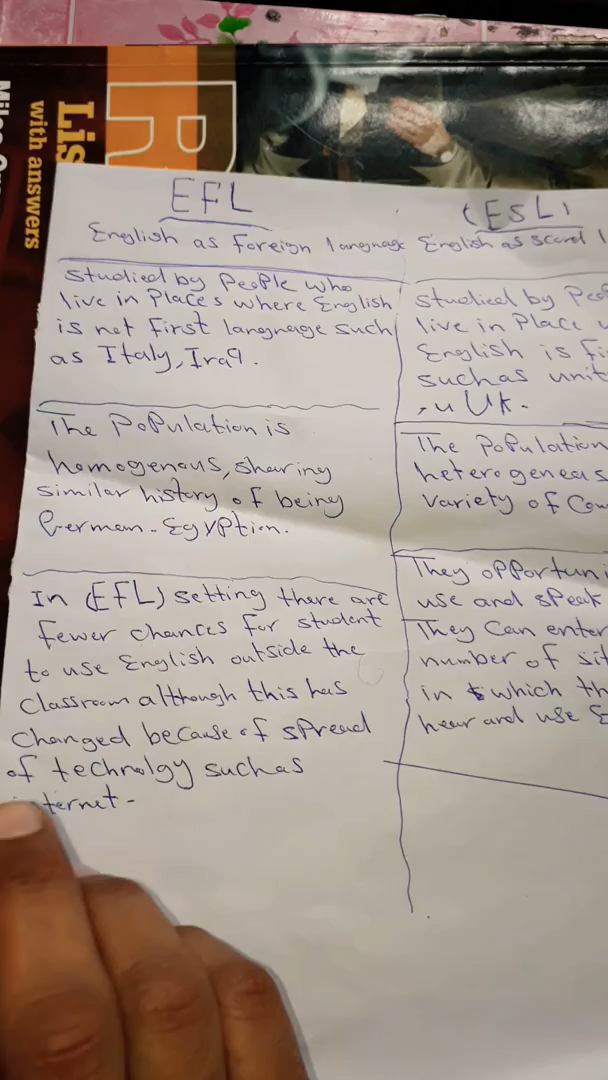 R
Lis
with answers
EFL
English as foreign language
studied by People who
live in Places where English
is not first language such
as Italy, Iraq.
The Population is
homogenous, sharing
similar history of being
German-Egyption.
In (EFL) setting there are
fewer chances for student
to use English outside the
classroom although this has
changed because of spread
of technolgy suchas
internet-
(ESL)
English as scond l
studied by Peo
live in Place
English is fi
suchas unit
UK.
The Population
heterogeneas
Variety of Cou
They opportuni
use and speak
They Can enter
number of sit
in which th
hear and use E